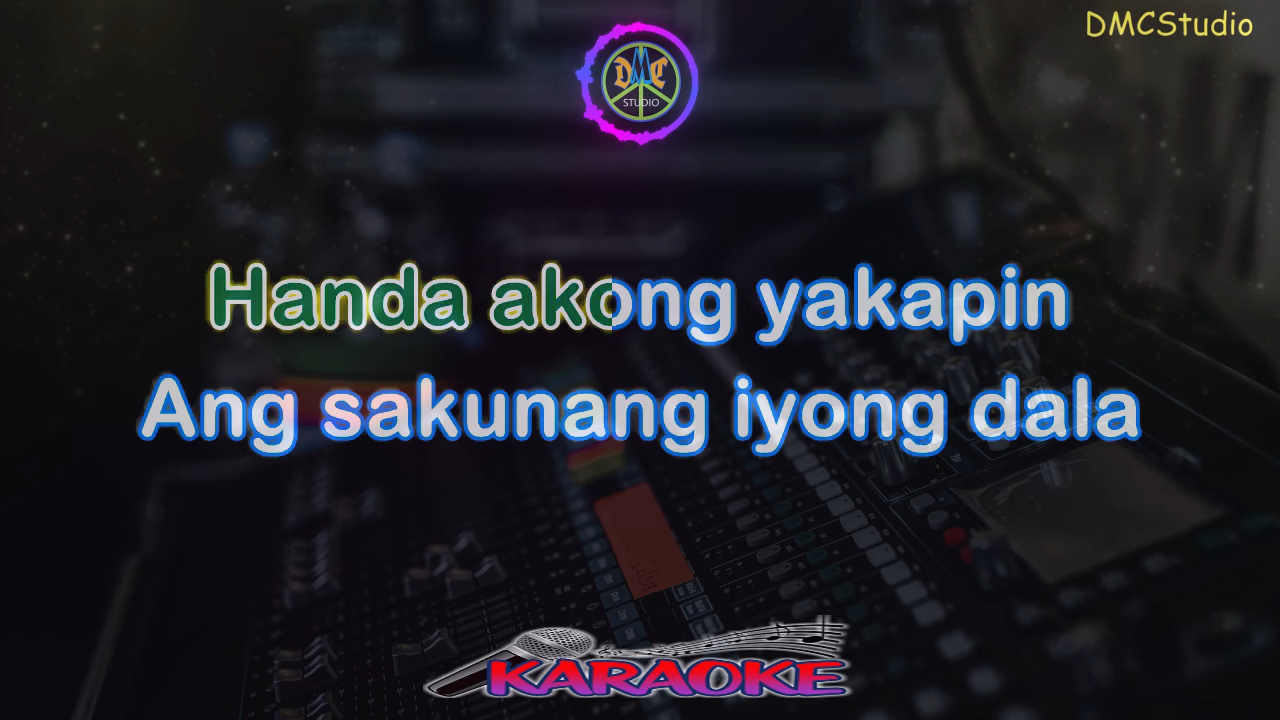 DMCStudio
DMC
STUDIO
Handa akong yakapin
Ang sakunang iyong dala
KARAOKE